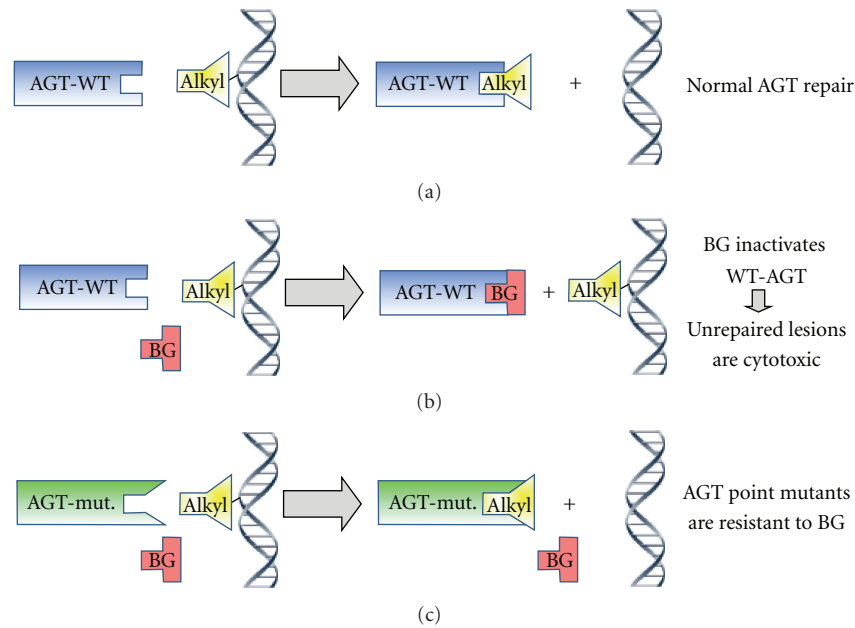 AGT-WT
Alkyl
AGT-WT
Alkyl
+
Normal AGT repair
(a)
AGT-WT
Alkyl
BG
AGT-WT
BG
+
Alkyl
BG inactivates
WT-AGT
Unrepaired lesions
are cytotoxic
(b)
AGT-mut.
Alkyl
BG
AGT-mut.
Alkyl
+
BG
AGT point mutants
are resistant to BG
(c)